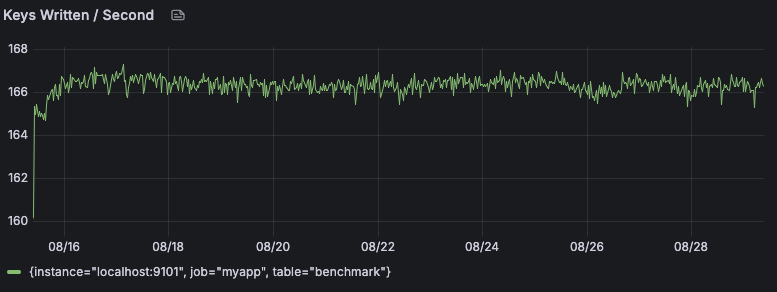 Keys Written / Second
168
166
164
162
160
08/16 08/18 08/20 08/22 08/24 08/26 08/28
{instance="localhost:9101", job="myapp", table="benchmark"}